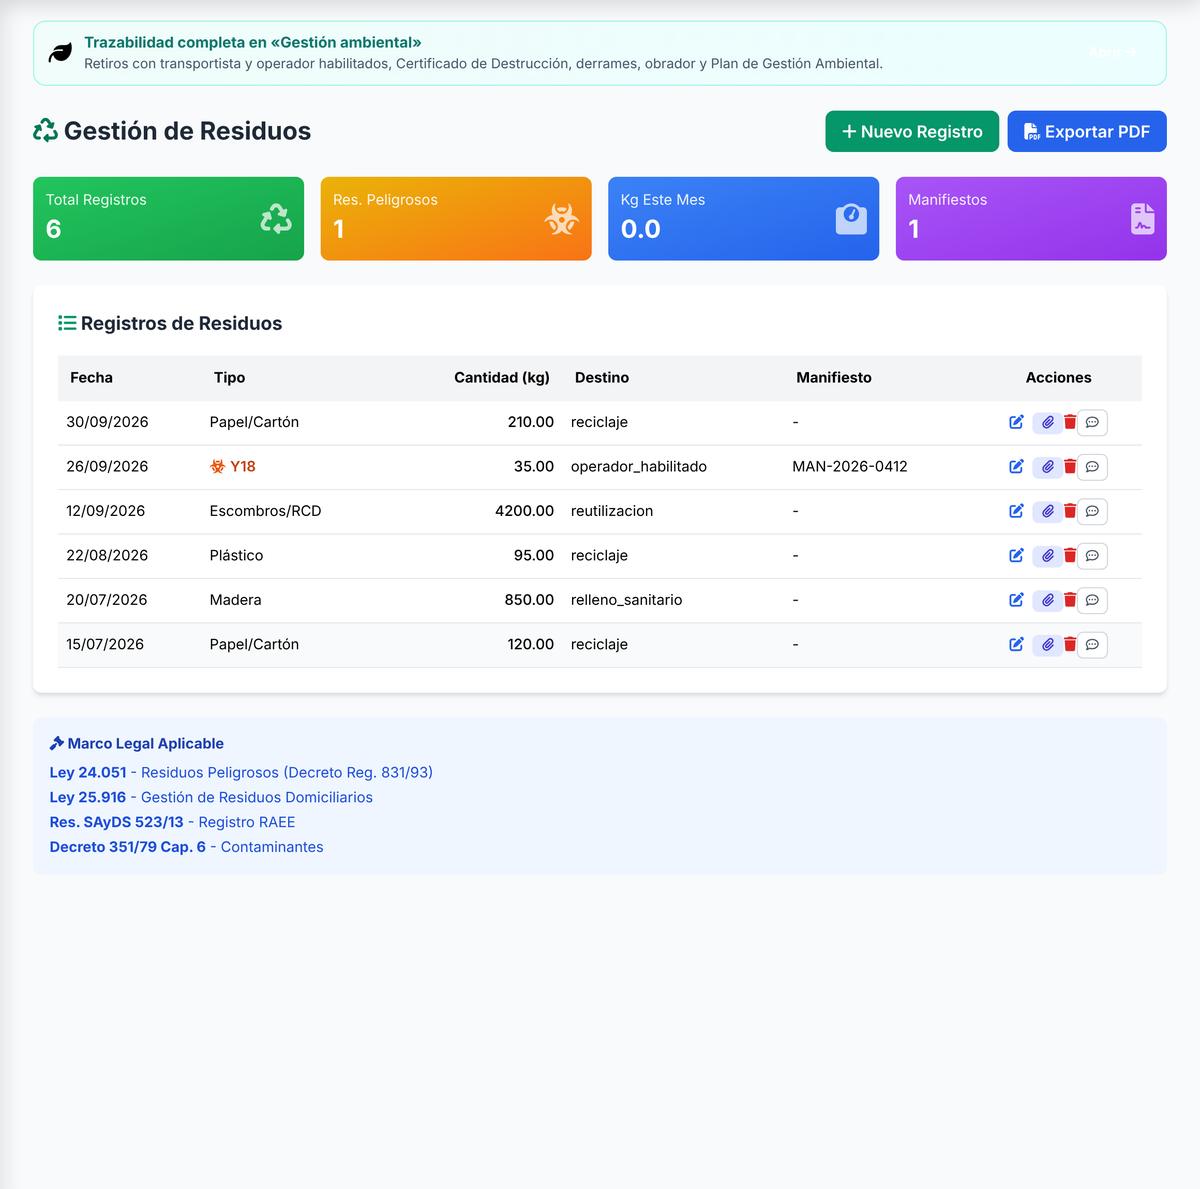 Trazabilidad completa en «Gestión ambiental»
Retiros con transportista y operador habilitados, Certificado de Destrucción, derrames, obrador y Plan de Gestión Ambiental.
Abrir →
Gestión de Residuos
+ Nuevo Registro
PDF Exportar PDF
Total Registros
6
Res. Peligrosos
1
Kg Este Mes
0.0
Manifiestos
1
Registros de Residuos
Fecha Tipo Cantidad (kg) Destino Manifiesto Acciones
30/09/2026 Papel/Cartón 210.00 reciclaje -
26/09/2026 Y18 35.00 operador_habilitado MAN-2026-0412
12/09/2026 Escombros/RCD 4200.00 reutilizacion -
22/08/2026 Plástico 95.00 reciclaje -
20/07/2026 Madera 850.00 relleno_sanitario -
15/07/2026 Papel/Cartón 120.00 reciclaje -
Marco Legal Aplicable
Ley 24.051 - Residuos Peligrosos (Decreto Reg. 831/93)
Ley 25.916 - Gestión de Residuos Domiciliarios
Res. SAyDS 523/13 - Registro RAEE
Decreto 351/79 Cap. 6 - Contaminantes